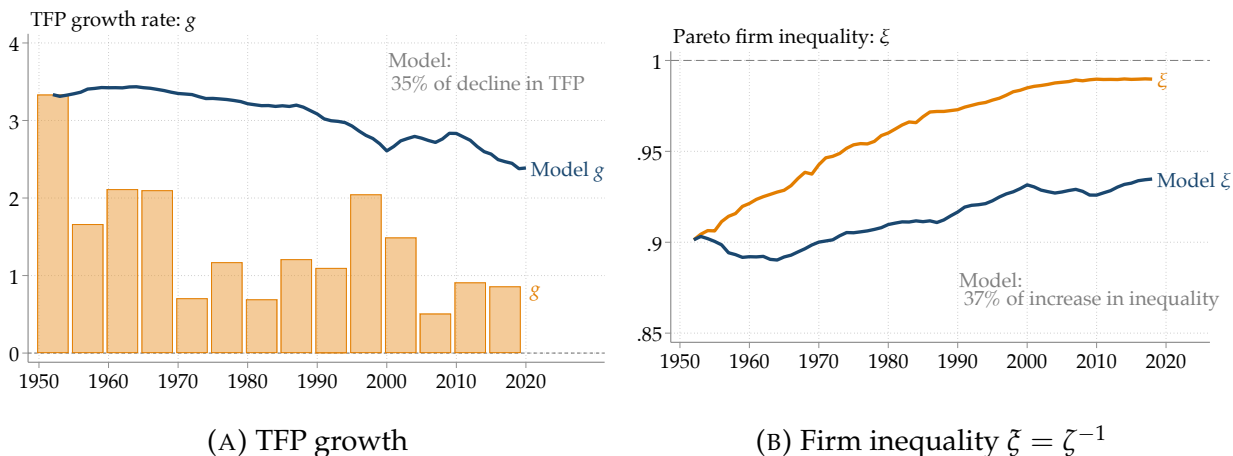 TFP growth rate: g
4
3
2
1
0
Model:
35% of decline in TFP
Model g
g
1950 1960 1970 1980 1990 2000 2010 2020
(A) TFP growth
Pareto firm inequality: ξ
1
.95
.9
.85
ξ
Model ξ
Model:
37% of increase in inequality
1950 1960 1970 1980 1990 2000 2010 2020
(B) Firm inequality ξ = ζ⁻¹